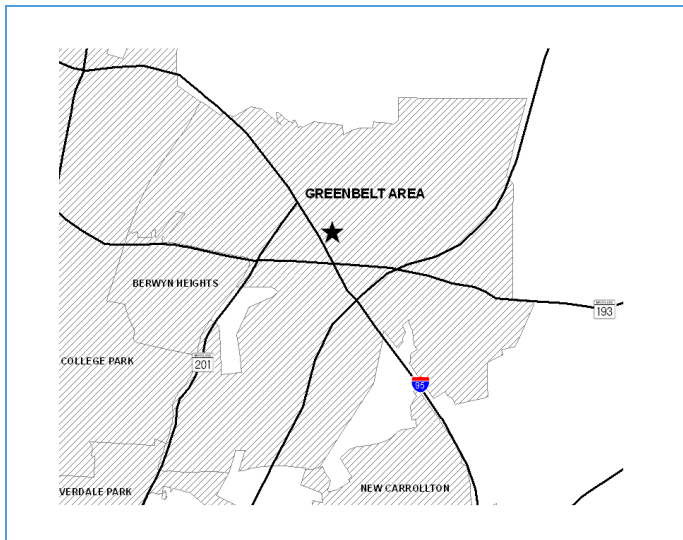 GREENBELT AREA
BERWYN HEIGHTS
193
COLLEGE PARK
201
95
VERDALE PARK
NEW CARROLLTON